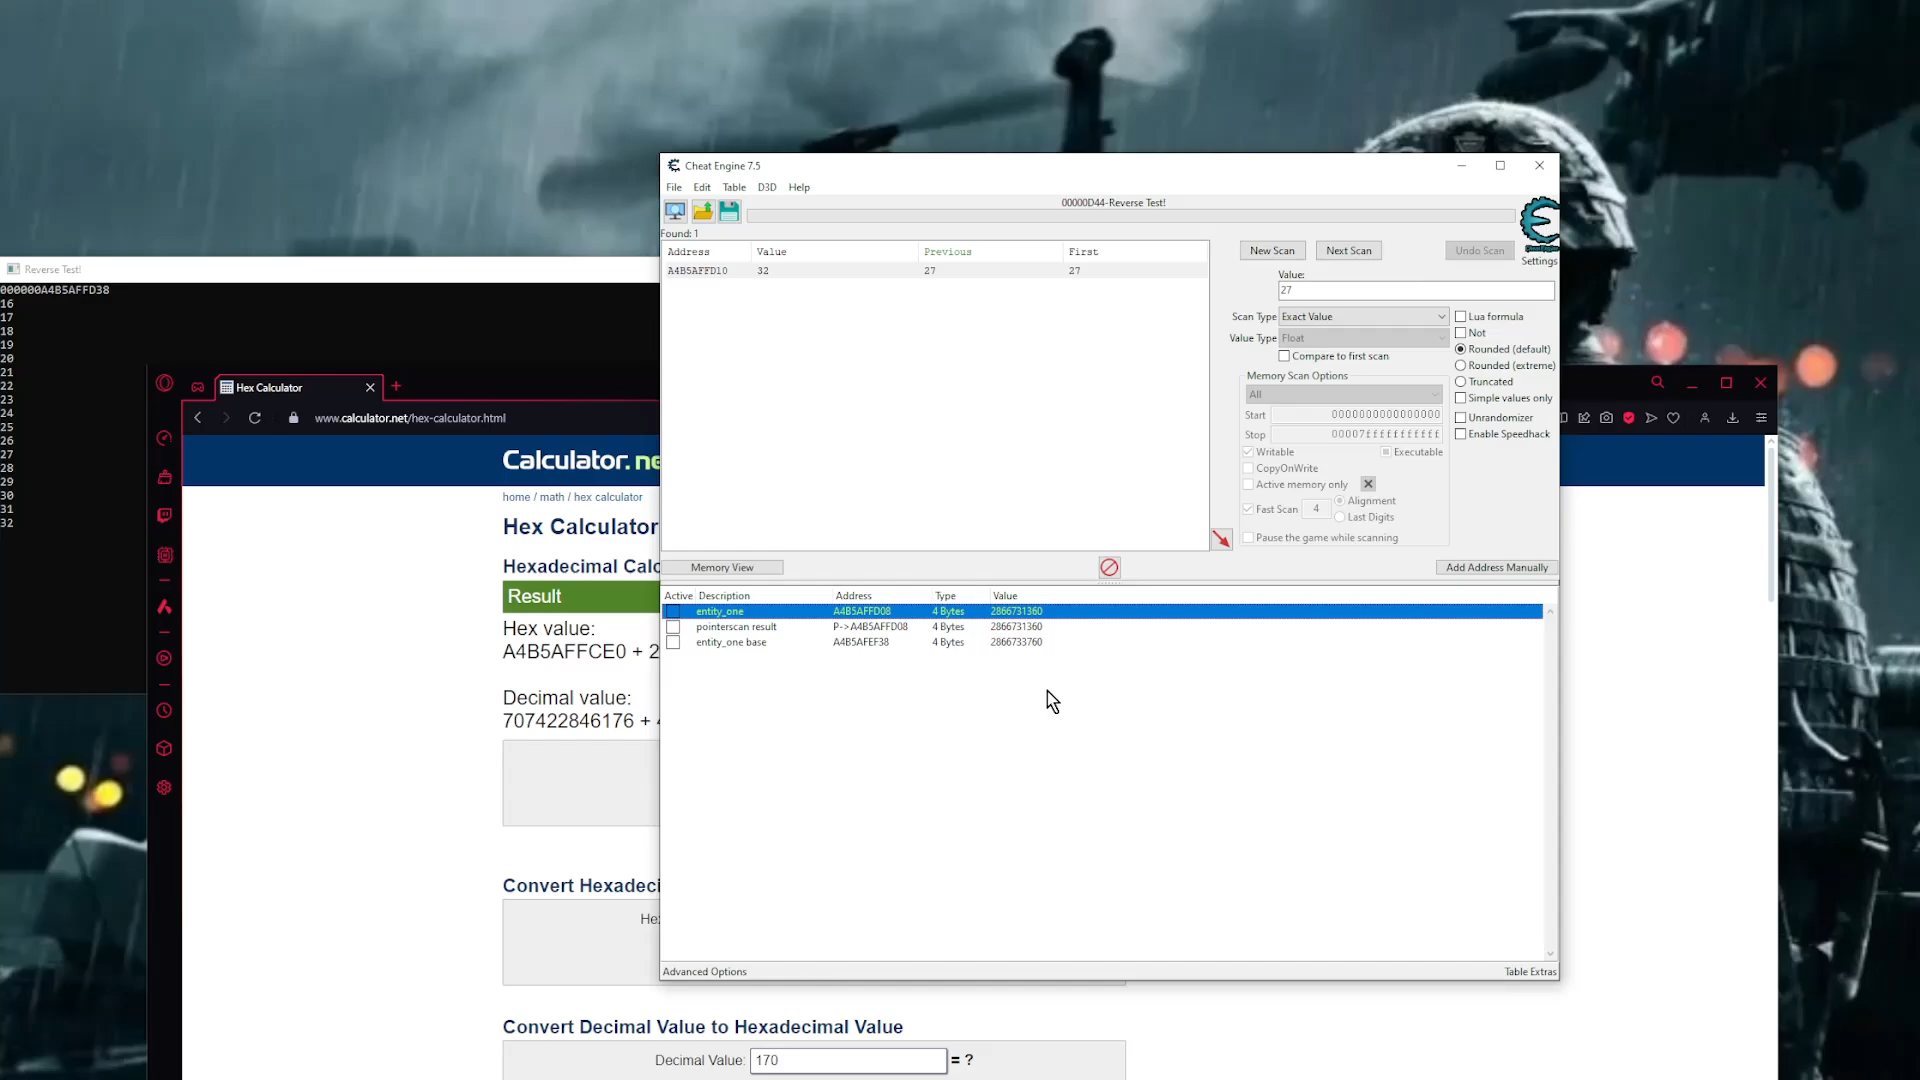 Cheat Engine 7.5
File Edit Table D3D Help
00000D44-Reverse Test!
Found: 1
Address Value Previous First
A4B5AFFD10 32 27 27
New Scan Next Scan Undo Scan
Settings
Value:
27
Scan Type Exact Value
Value Type Float
Compare to first scan
Lua formula
Not
Rounded (default)
Rounded (extreme)
Truncated
Simple values only
Unrandomizer
Enable Speedhack
Memory Scan Options
All
Start 0000000000000000
Stop 00007fffffffffff
Writable Executable
CopyOnWrite
Active memory only
Fast Scan 4 Alignment
Last Digits
Pause the game while scanning
Memory View Add Address Manually
Active Description Address Type Value
entity_one A4B5AFFD08 4 Bytes 2866731360
pointerscan result P->A4B5AFFD08 4 Bytes 2866731360
entity_one base A4B5AFEF38 4 Bytes 2866733760
Advanced Options Table Extras
Reverse Test!
000000A4B5AFFD38
16
17
18
19
20
21
22
23
24
25
26
27
28
29
30
31
32
Hex Calculator
www.calculator.net/hex-calculator.html
Calculator.ne
home / math / hex calculator
Hex Calculator
Hexadecimal Calc
Result
Hex value:
A4B5AFFCE0 + 2
Decimal value:
707422846176 +
Convert Hexadeci
He
Convert Decimal Value to Hexadecimal Value
Decimal Value: 170 = ?